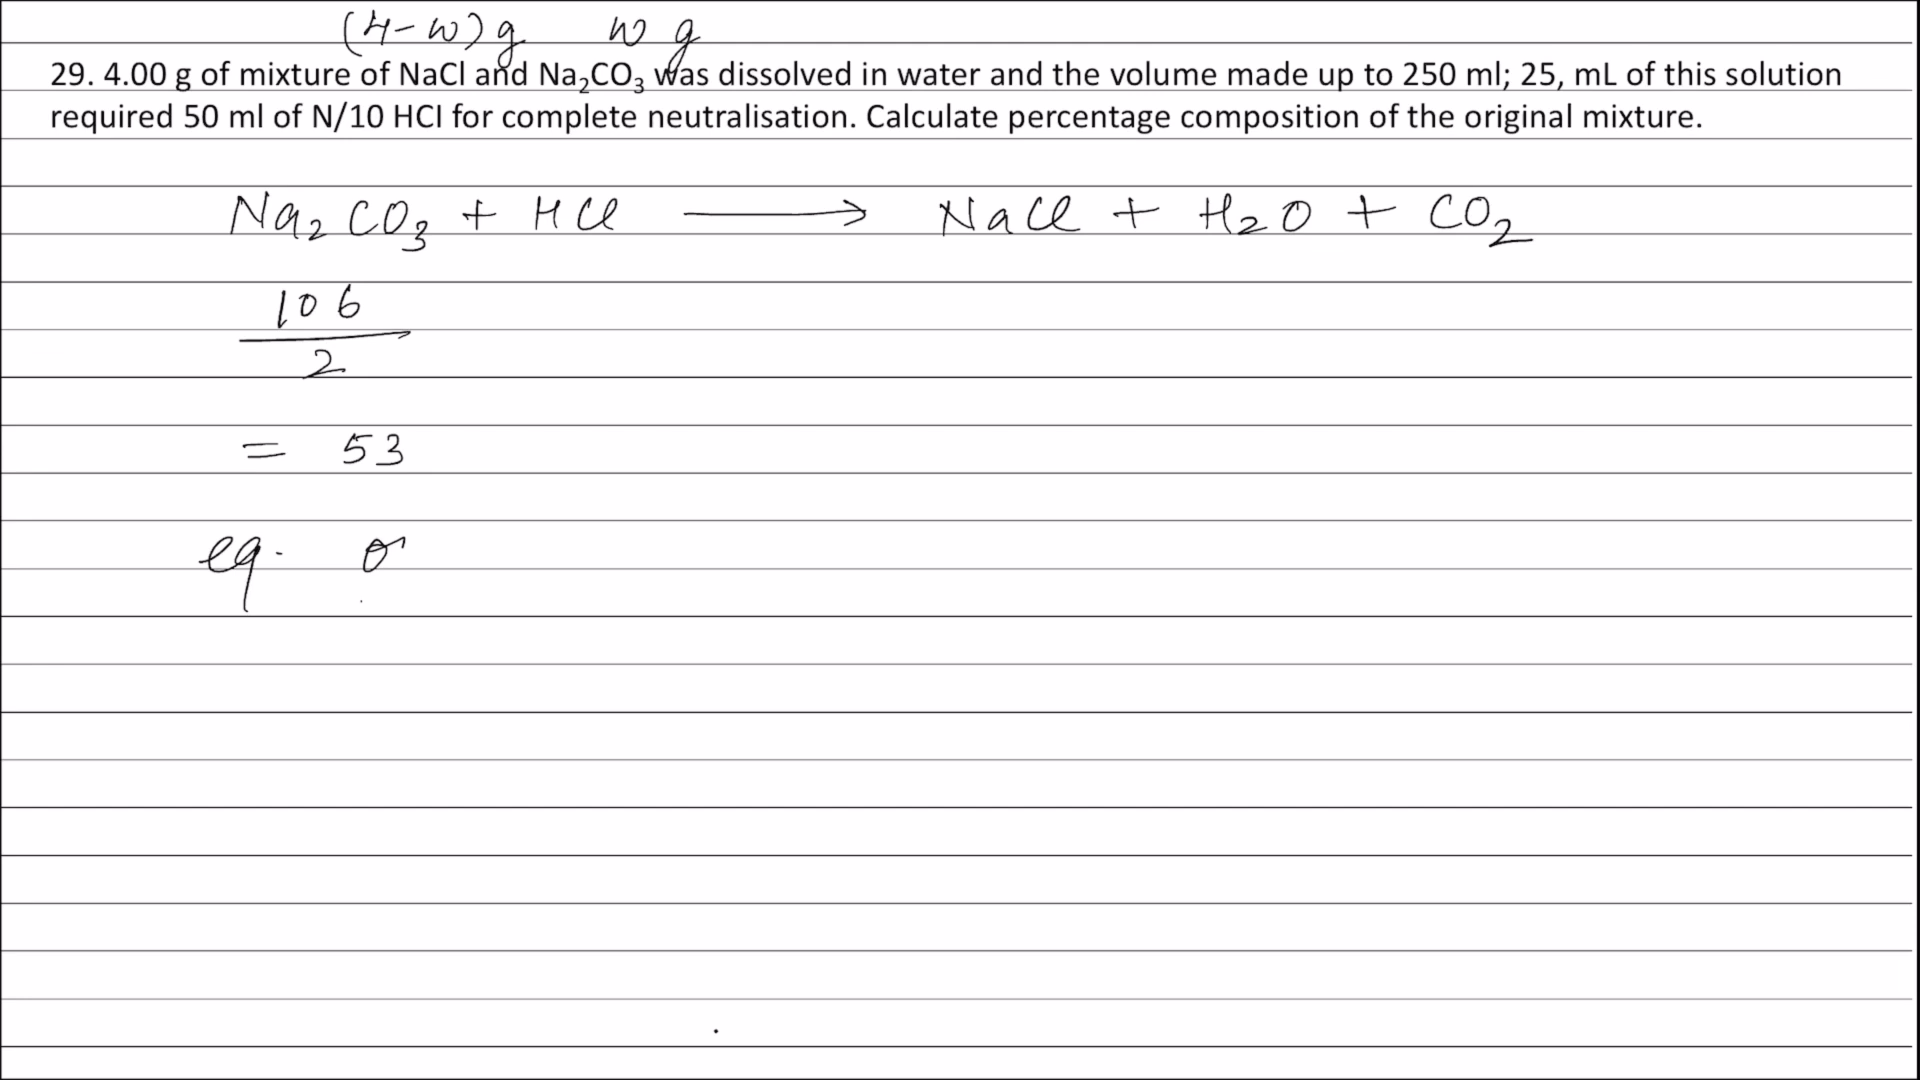 (4-w)g w g
29. 4.00 g of mixture of NaCl and Na₂CO₃ was dissolved in water and the volume made up to 250 ml; 25, mL of this solution
required 50 ml of N/10 HCl for complete neutralisation. Calculate percentage composition of the original mixture.
Na₂CO₃ + HCl ⟶ NaCl + H₂O + CO₂
106
2
= 53
eq.